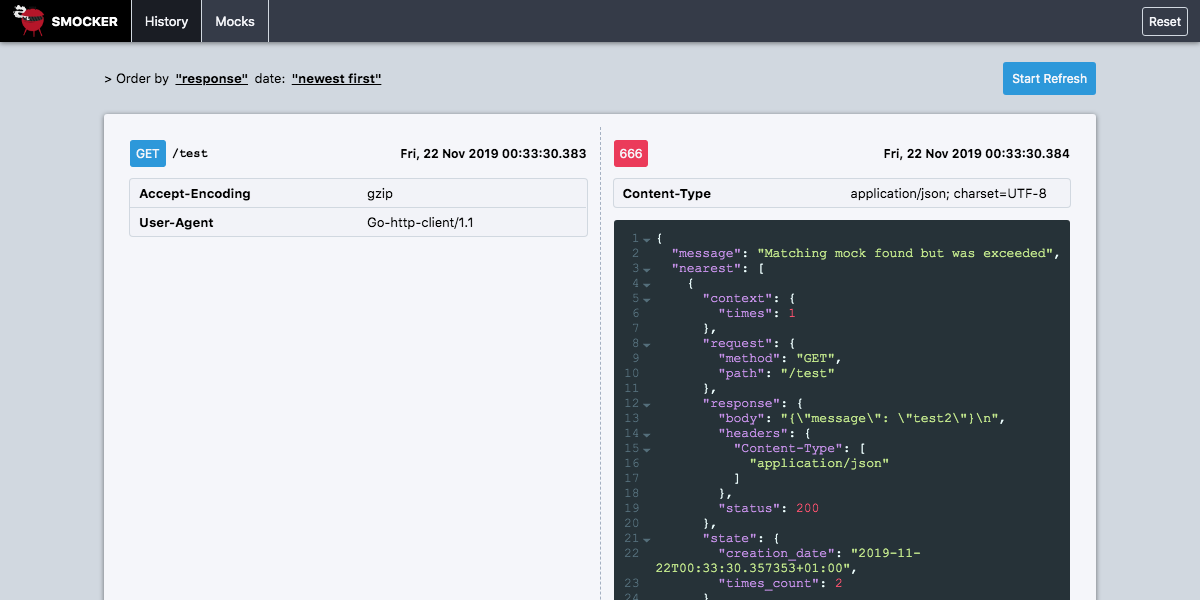 SMOCKER
History
Mocks
Reset
> Order by "response" date: "newest first"
Start Refresh
GET /test Fri, 22 Nov 2019 00:33:30.383
Accept-Encoding gzip
User-Agent Go-http-client/1.1
666 Fri, 22 Nov 2019 00:33:30.384
Content-Type application/json; charset=UTF-8
1 {
2 "message": "Matching mock found but was exceeded",
3 "nearest": [
4 {
5 "context": {
6 "times": 1
7 },
8 "request": {
9 "method": "GET",
10 "path": "/test"
11 },
12 "response": {
13 "body": "{\"message\": \"test2\"}\n",
14 "headers": {
15 "Content-Type": [
16 "application/json"
17 ]
18 },
19 "status": 200
20 },
21 "state": {
22 "creation_date": "2019-11-
22T00:33:30.357353+01:00",
23 "times_count": 2
24 }